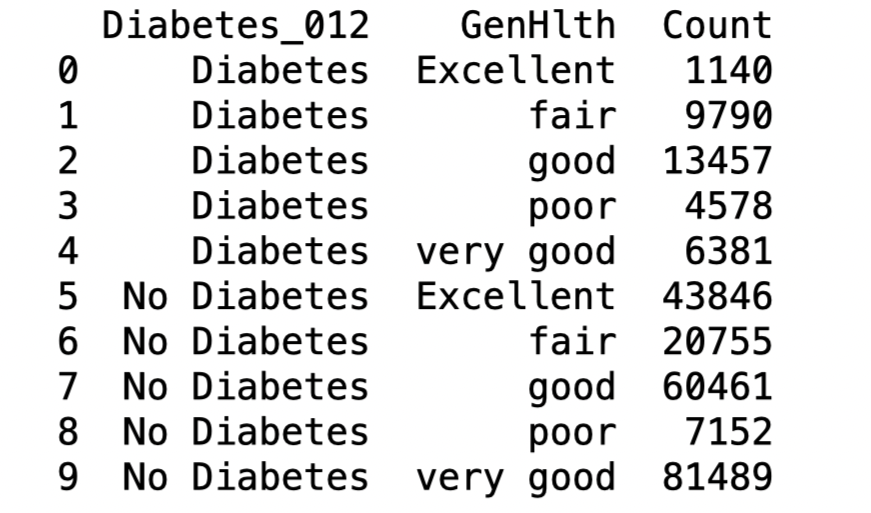 Diabetes_012 GenHlth Count
0 Diabetes Excellent 1140
1 Diabetes fair 9790
2 Diabetes good 13457
3 Diabetes poor 4578
4 Diabetes very good 6381
5 No Diabetes Excellent 43846
6 No Diabetes fair 20755
7 No Diabetes good 60461
8 No Diabetes poor 7152
9 No Diabetes very good 81489